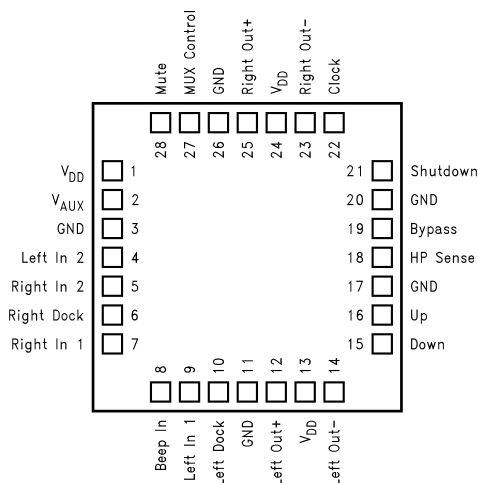 Mute
MUX Control
GND
Right Out+
VDD
Right Out-
Clock
28
27
26
25
24
23
22
VDD 1
VAUX 2
GND 3
Left In 2 4
Right In 2 5
Right Dock 6
Right In 1 7
21 Shutdown
20 GND
19 Bypass
18 HP Sense
17 GND
16 Up
15 Down
8
9
10
11
12
13
14
Beep In
Left In 1
Left Dock
GND
Left Out+
VDD
Left Out-